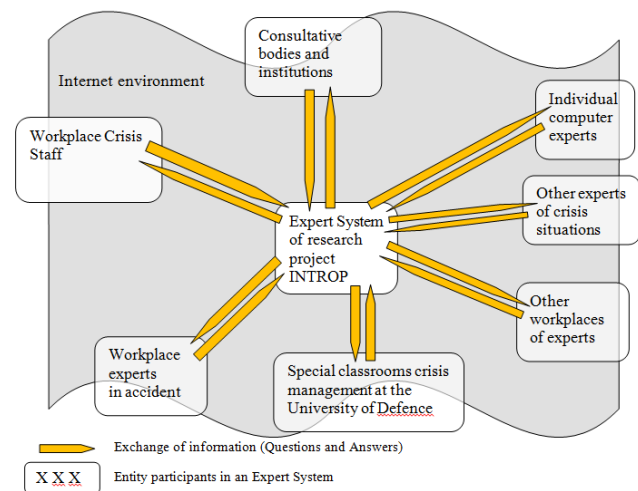 Consultative
bodies and
institutions
Internet environment
Individual
computer
experts
Workplace Crisis
Staff
Other experts
of crisis
situations
Expert System
of research
project
INTROP
Other
workplaces
of experts
Workplace
experts
in accident
Special classrooms crisis
management at the
University of Defence
Exchange of information (Questions and Answers)
X X X
Entity participants in an Expert System